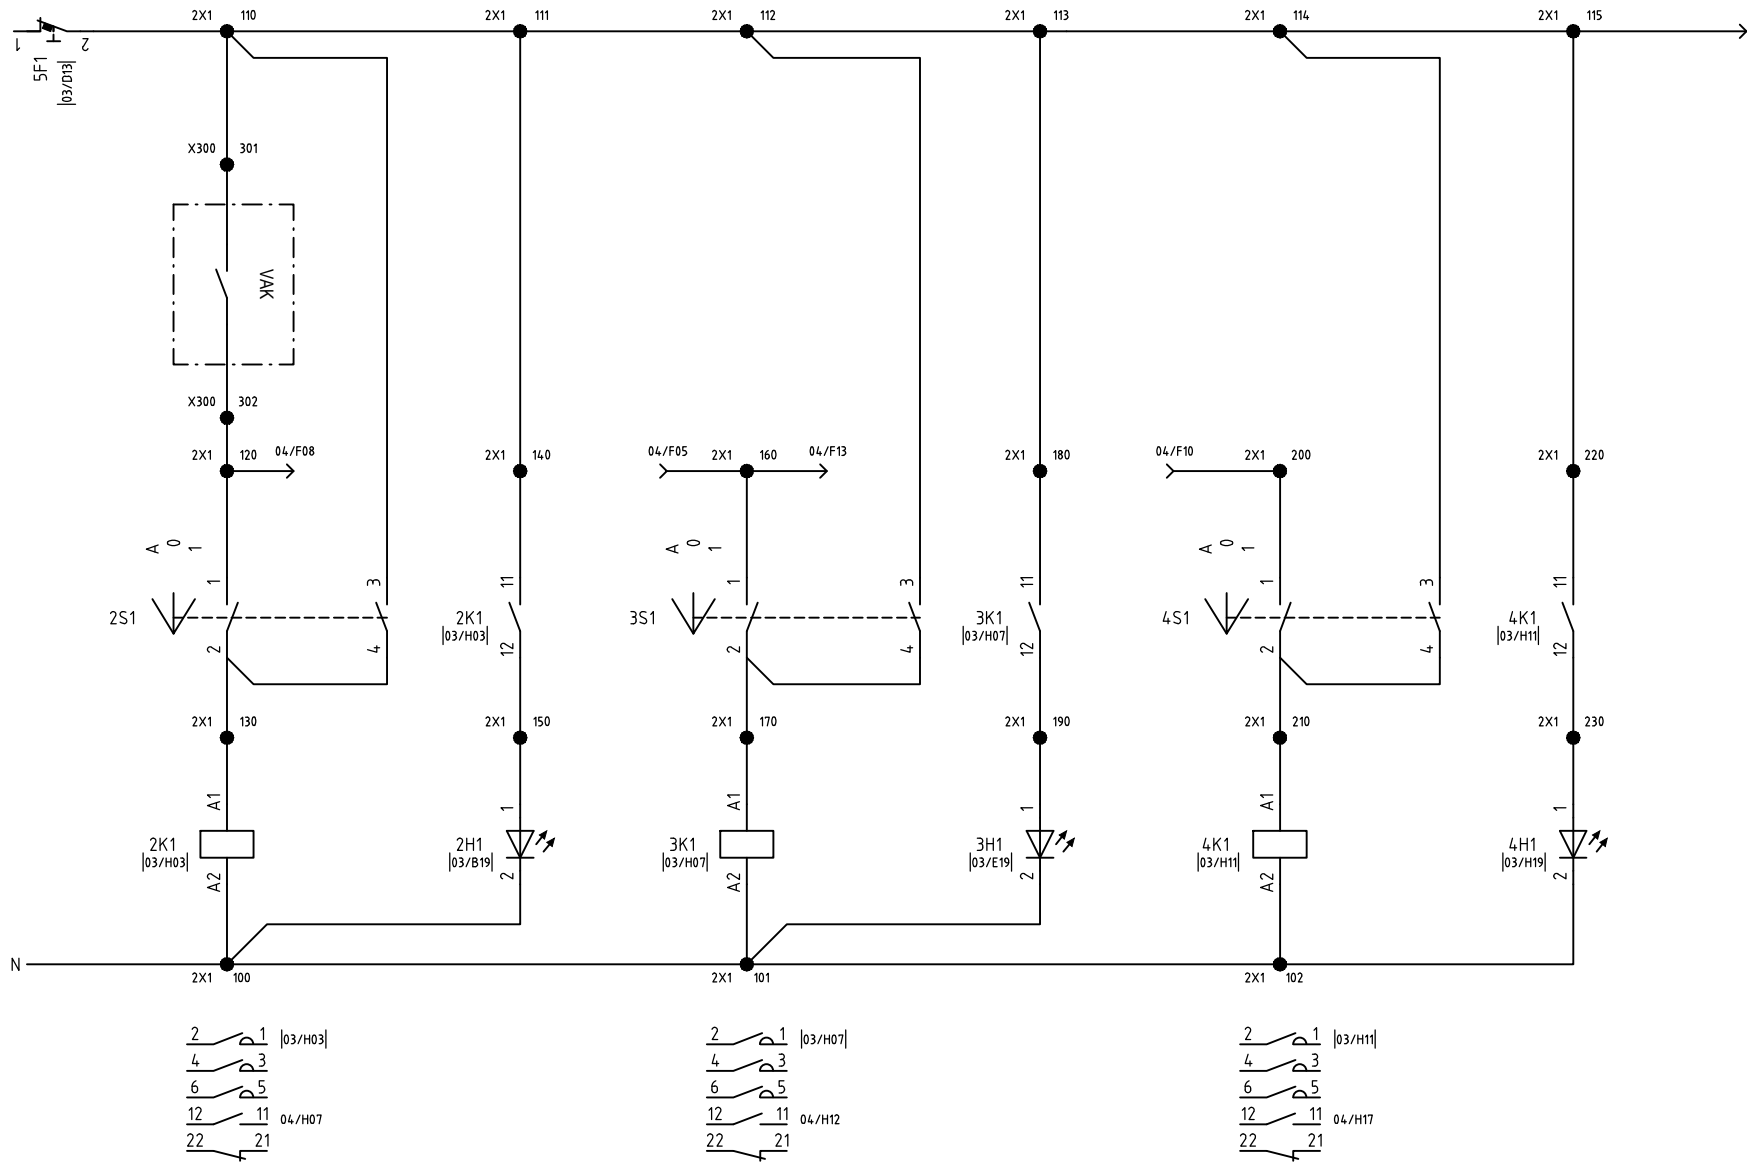 2X1 110 2X1 111 2X1 112 2X1 113 2X1 114 2X1 115
1 2
5F1
|03/D13|
X300 301
VAK
X300 302
2X1 120 04/F08 2X1 140 04/F05 2X1 160 04/F13 2X1 180 04/F10 2X1 200 2X1 220
A 0 1 A 0 1 A 0 1
1 3 11 1 3 11 1 3 11
2S1 2K1 3S1 3K1 4S1 4K1
|03/H03| |03/H07| |03/H11|
2 4 12 2 4 12 2 4 12
2X1 130 2X1 150 2X1 170 2X1 190 2X1 210 2X1 230
A1 1 A1 1 A1 1
2K1 2H1 3K1 3H1 4K1 4H1
|03/H03| |03/B19| |03/H07| |03/E19| |03/H11| |03/H19|
A2 2 A2 2 A2 2
N
2X1 100 2X1 101 2X1 102
2 1 |03/H03| 2 1 |03/H07| 2 1 |03/H11|
4 3 4 3 4 3
6 5 6 5 6 5
12 11 04/H07 12 11 04/H12 12 11 04/H17
22 21 22 21 22 21